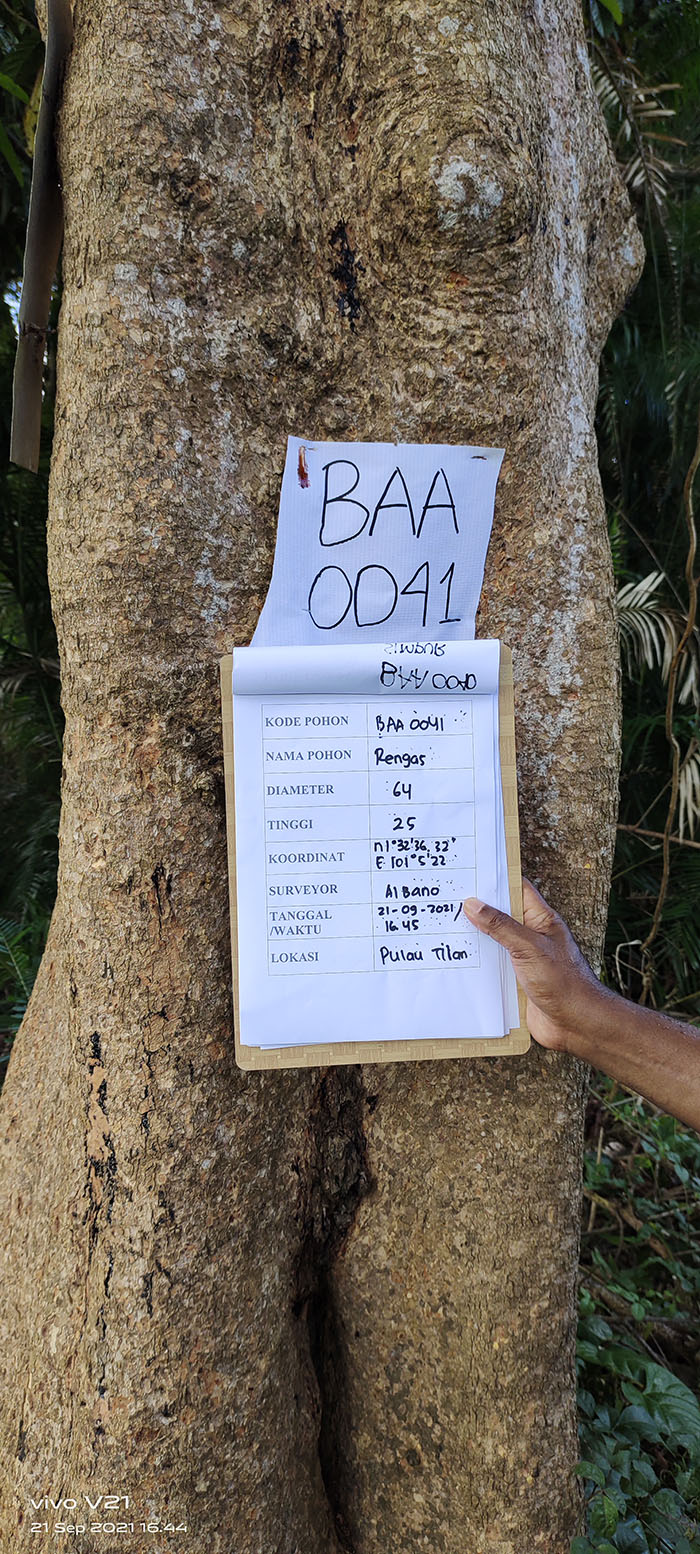 BAA
0041
BAA 0040
KODE POHON BAA 0041
NAMA POHON Rengas
DIAMETER 64
TINGGI 25
KOORDINAT n 1°32'36, 32"
E 101°5'22
SURVEYOR Albano
TANGGAL 21-09-2021/
/WAKTU 16.45
LOKASI Pulau Tilan
vivo V21
21 Sep 2021 16:44